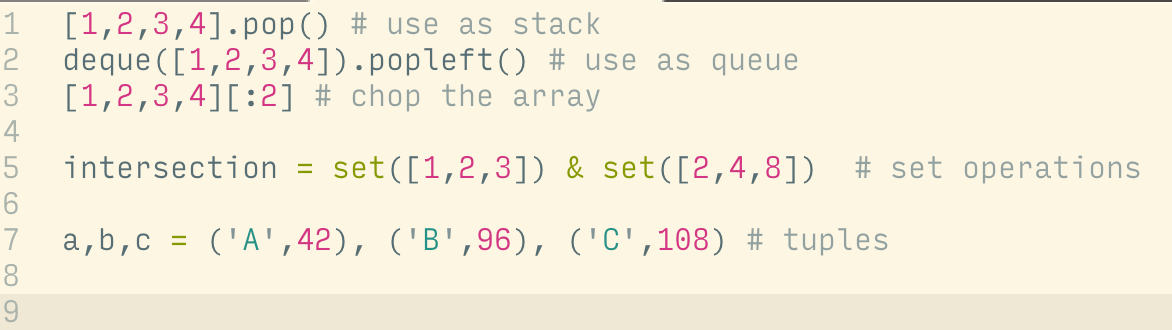 1 [1,2,3,4].pop() # use as stack
2 deque([1,2,3,4]).popleft() # use as queue
3 [1,2,3,4][:2] # chop the array
4
5 intersection = set([1,2,3]) & set([2,4,8])  # set operations
6
7 a,b,c = ('A',42), ('B',96), ('C',108) # tuples
8
9